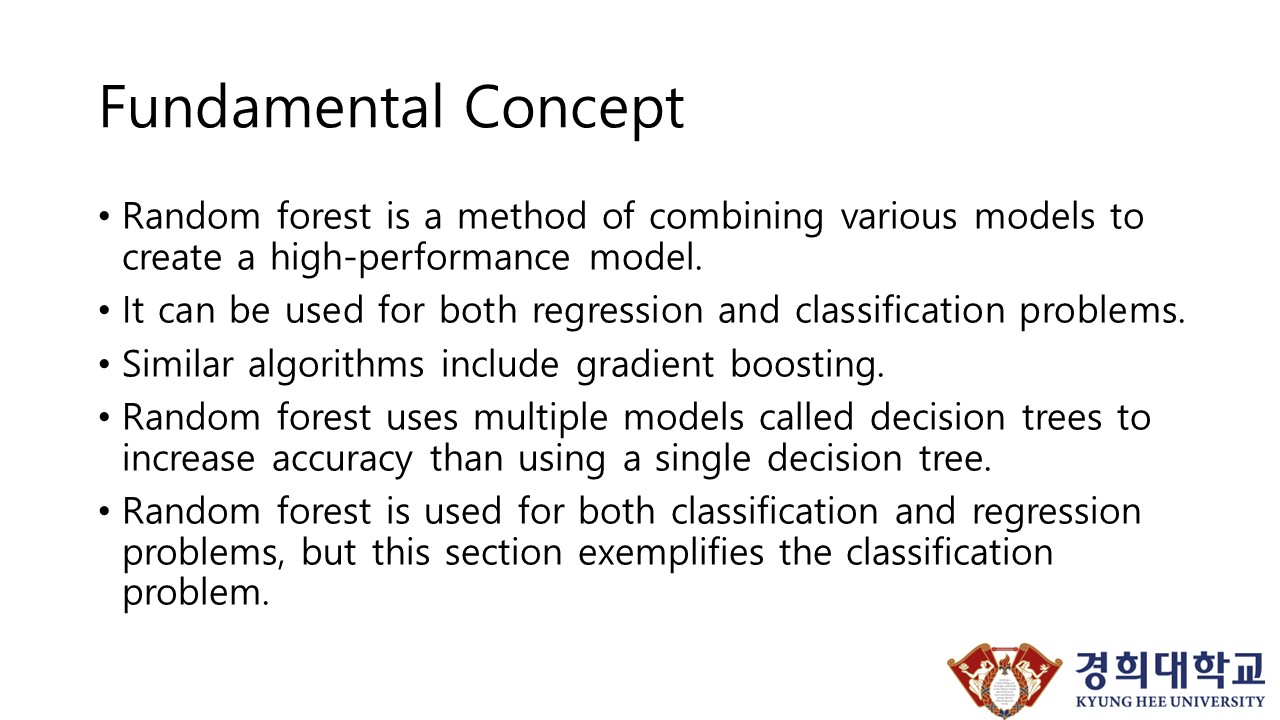 Fundamental Concept
• Random forest is a method of combining various models to
create a high-performance model.
• It can be used for both regression and classification problems.
• Similar algorithms include gradient boosting.
• Random forest uses multiple models called decision trees to
increase accuracy than using a single decision tree.
• Random forest is used for both classification and regression
problems, but this section exemplifies the classification
problem.
경희대학교
KYUNG HEE UNIVERSITY